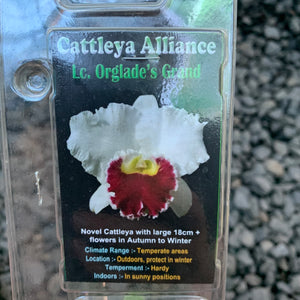 Cattleya Alliance
Lc. Orglade's Grand
Novel Cattleya with large 18cm +
flowers in Autumn to Winter
Climate Range :- Temperate areas
Location :- Outdoors, protect in winter
Temperment :- Hardy
Indoors :- In sunny positions